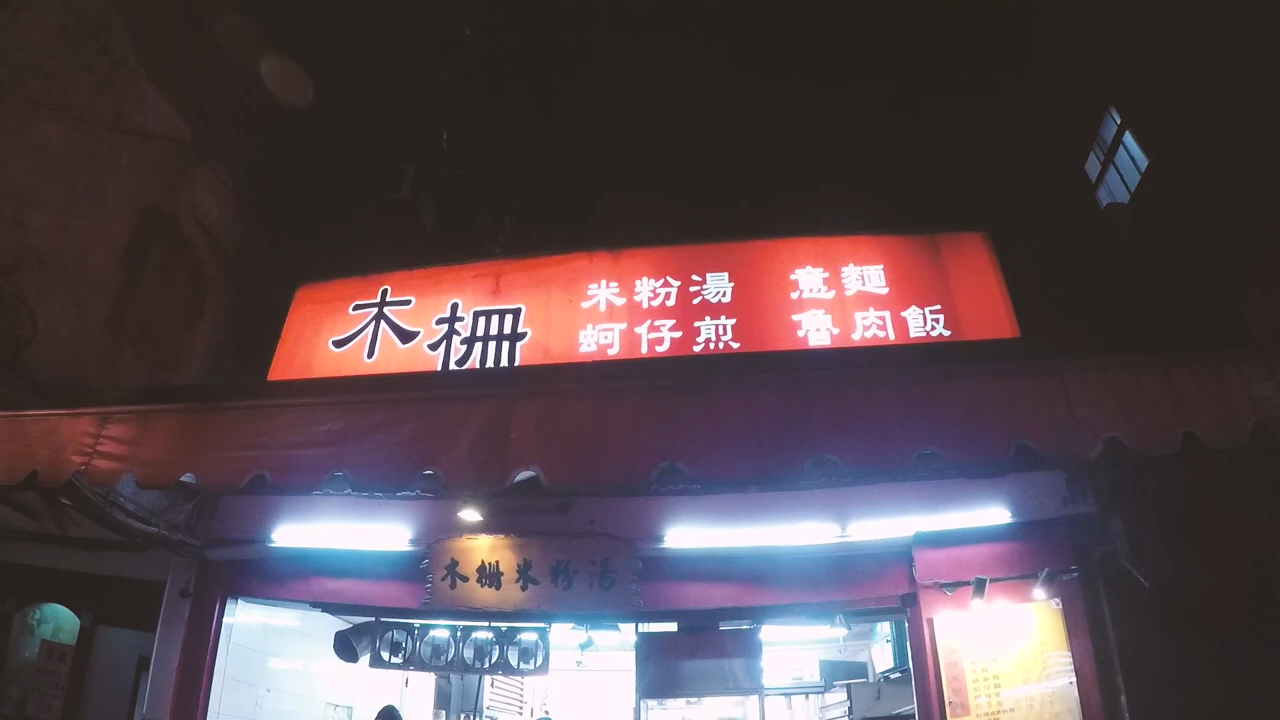 木柵
米粉湯 意麵
蚵仔煎 魯肉飯
木柵米粉湯